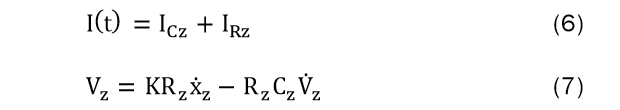 I(t) = I_Cz + I_Rz (6)
V_z = KR_zẋ_z − R_zC_zV̇_z (7)